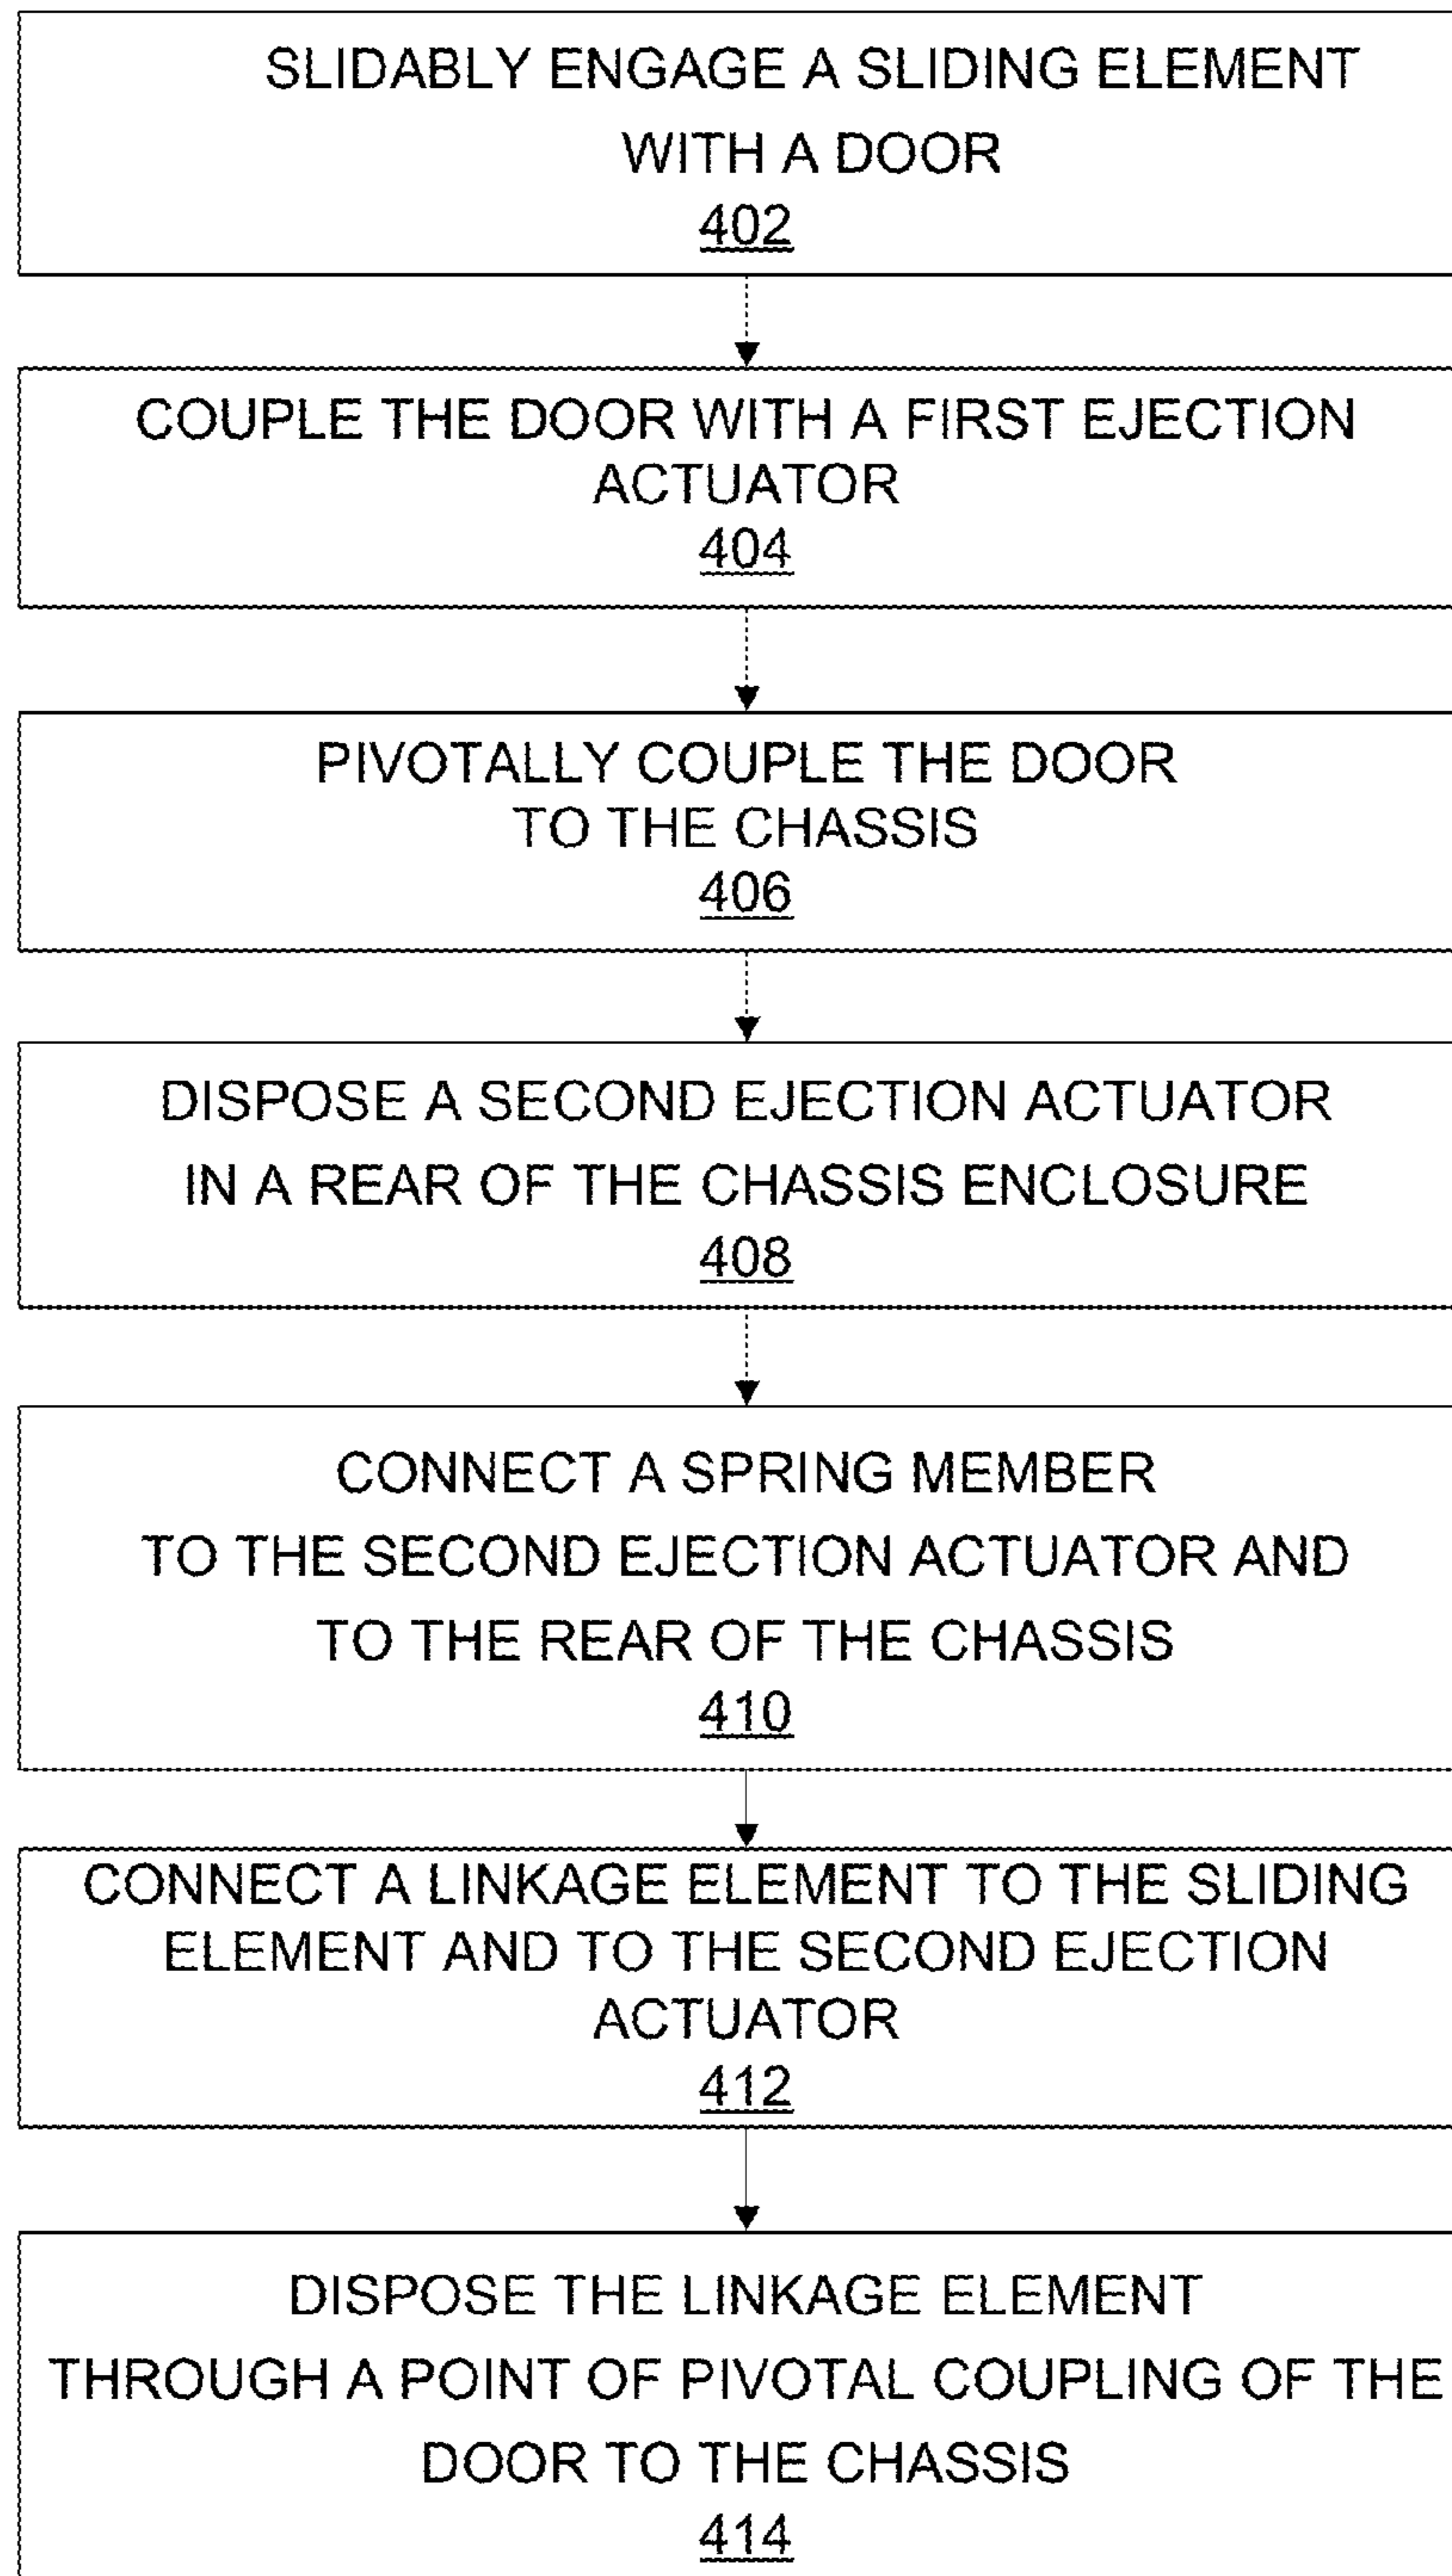 SLIDABLY ENGAGE A SLIDING ELEMENT
WITH A DOOR
402
COUPLE THE DOOR WITH A FIRST EJECTION
ACTUATOR
404
PIVOTALLY COUPLE THE DOOR
TO THE CHASSIS
406
DISPOSE A SECOND EJECTION ACTUATOR
IN A REAR OF THE CHASSIS ENCLOSURE
408
CONNECT A SPRING MEMBER
TO THE SECOND EJECTION ACTUATOR AND
TO THE REAR OF THE CHASSIS
410
CONNECT A LINKAGE ELEMENT TO THE SLIDING
ELEMENT AND TO THE SECOND EJECTION
ACTUATOR
412
DISPOSE THE LINKAGE ELEMENT
THROUGH A POINT OF PIVOTAL COUPLING OF THE
DOOR TO THE CHASSIS
414